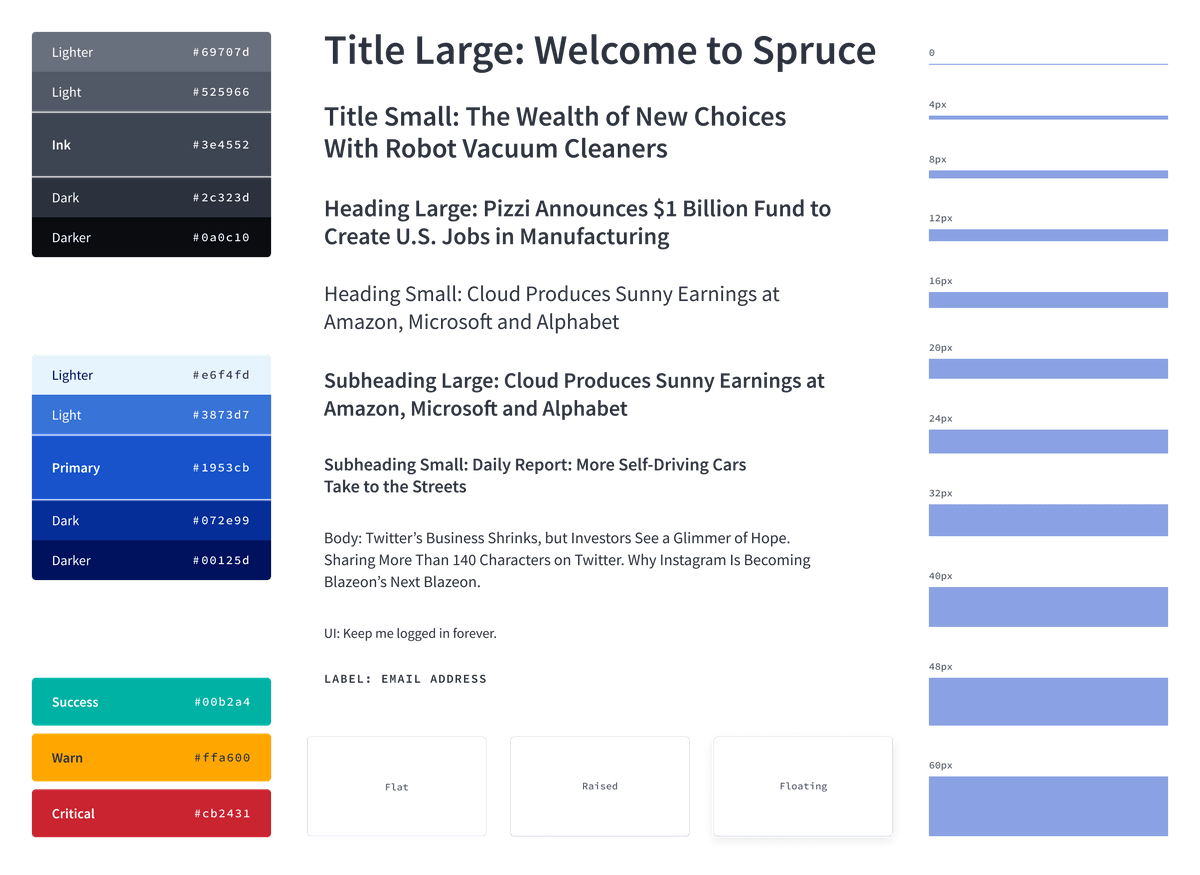 Lighter #69707d
Light #525966
Ink #3e4552
Dark #2c323d
Darker #0a0c10
Lighter #e6f4fd
Light #3873d7
Primary #1953cb
Dark #072e99
Darker #00125d
Success #00b2a4
Warn #ffa600
Critical #cb2431
Title Large: Welcome to Spruce
Title Small: The Wealth of New Choices
With Robot Vacuum Cleaners
Heading Large: Pizzi Announces $1 Billion Fund to
Create U.S. Jobs in Manufacturing
Heading Small: Cloud Produces Sunny Earnings at
Amazon, Microsoft and Alphabet
Subheading Large: Cloud Produces Sunny Earnings at
Amazon, Microsoft and Alphabet
Subheading Small: Daily Report: More Self-Driving Cars
Take to the Streets
Body: Twitter’s Business Shrinks, but Investors See a Glimmer of Hope.
Sharing More Than 140 Characters on Twitter. Why Instagram Is Becoming
Blazeon’s Next Blazeon.
UI: Keep me logged in forever.
LABEL: EMAIL ADDRESS
Flat
Raised
Floating
0
4px
8px
12px
16px
20px
24px
32px
40px
48px
60px